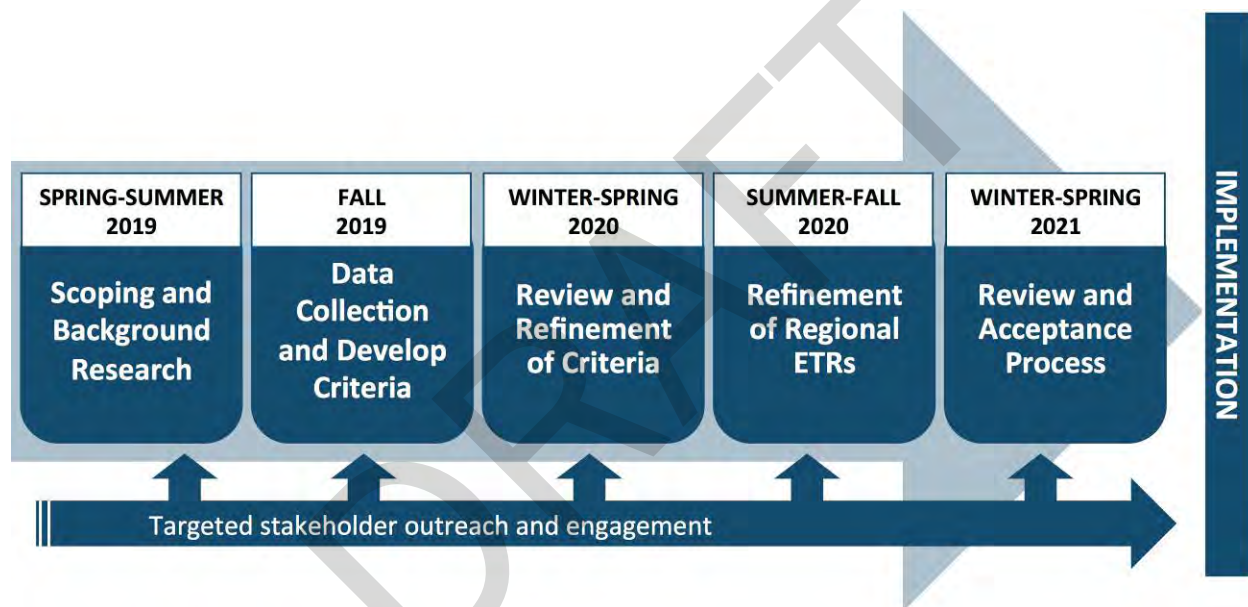 SPRING-SUMMER
2019
Scoping and
Background
Research
FALL
2019
Data
Collection
and Develop
Criteria
WINTER-SPRING
2020
Review and
Refinement
of Criteria
SUMMER-FALL
2020
Refinement
of Regional
ETRs
WINTER-SPRING
2021
Review and
Acceptance
Process
IMPLEMENTATION
Targeted stakeholder outreach and engagement
DRAFT